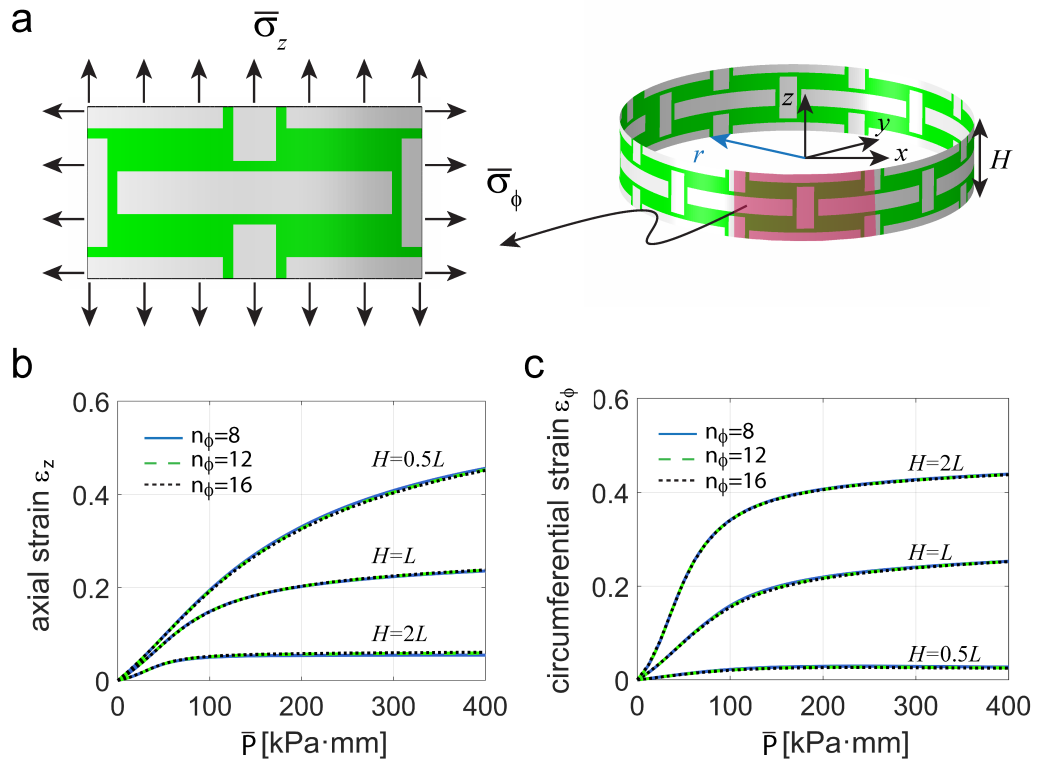 a
σ̅z
σ̅ϕ
z
y
x
r
H
b
0.6
0.4
0.2
0
0
100
200
300
400
axial strain εz
P̅ [kPa·mm]
nϕ=8
nϕ=12
nϕ=16
H=0.5L
H=L
H=2L
c
0.6
0.4
0.2
0
0
100
200
300
400
circumferential strain εϕ
P̅ [kPa·mm]
nϕ=8
nϕ=12
nϕ=16
H=2L
H=L
H=0.5L